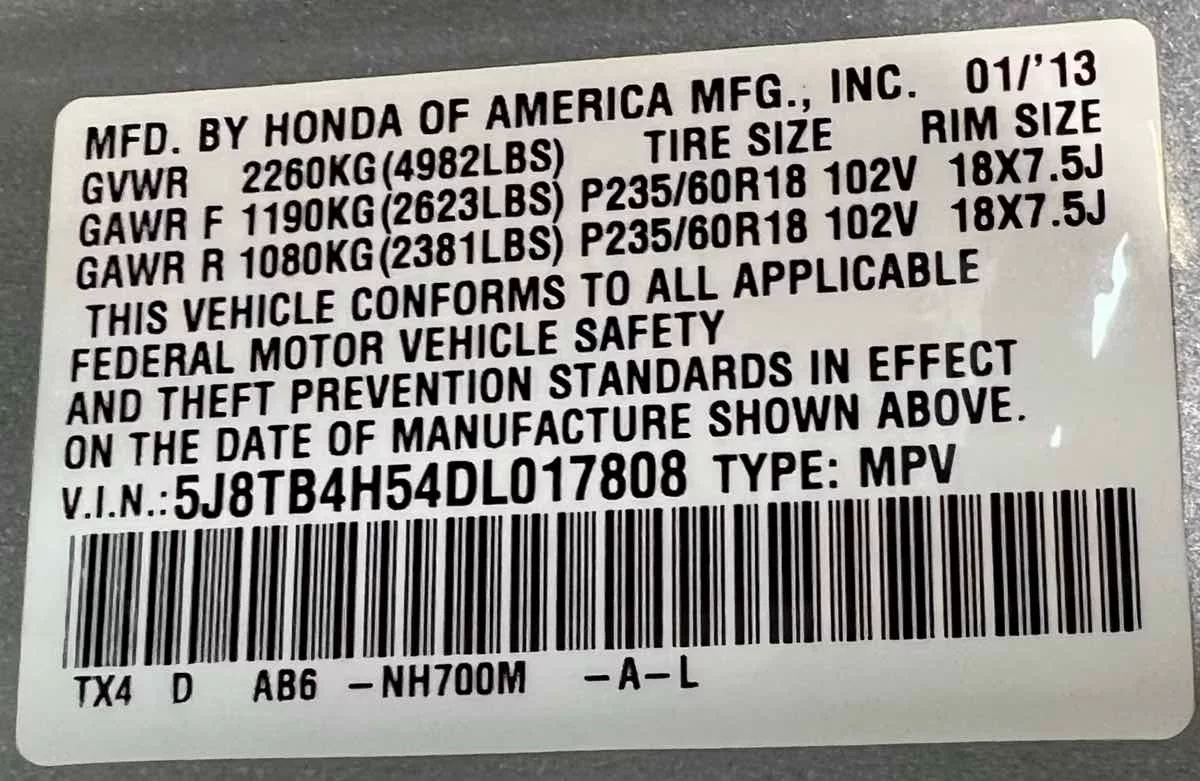 MFD. BY HONDA OF AMERICA MFG., INC. 01/'13
GVWR 2260KG(4982LBS) TIRE SIZE RIM SIZE
GAWR F 1190KG(2623LBS) P235/60R18 102V 18X7.5J
GAWR R 1080KG(2381LBS) P235/60R18 102V 18X7.5J
THIS VEHICLE CONFORMS TO ALL APPLICABLE
FEDERAL MOTOR VEHICLE SAFETY
AND THEFT PREVENTION STANDARDS IN EFFECT
ON THE DATE OF MANUFACTURE SHOWN ABOVE.
V.I.N.:5J8TB4H54DL017808 TYPE: MPV
TX4 D AB6 -NH700M -A-L